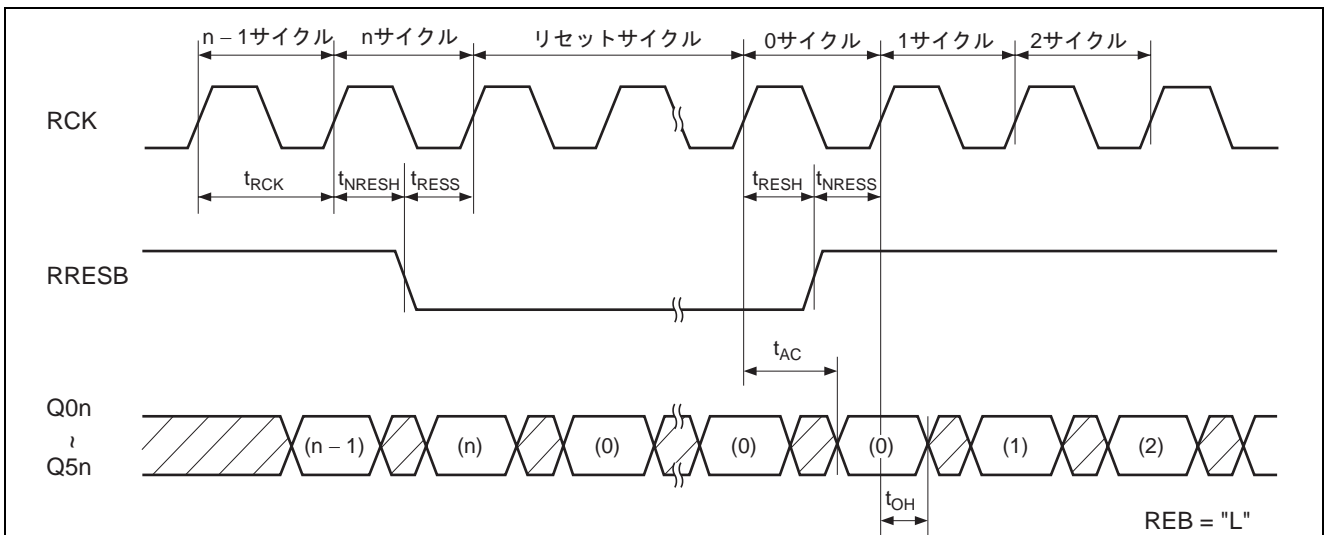 n – 1サイクル nサイクル リセットサイクル 0サイクル 1サイクル 2サイクル
RCK
tRCK tNRESH tRESS tRESH tNRESS
RRESB
tAC
Q0n
~
Q5n
(n – 1) (n) (0) (0) (0) (1) (2)
tOH
REB = "L"